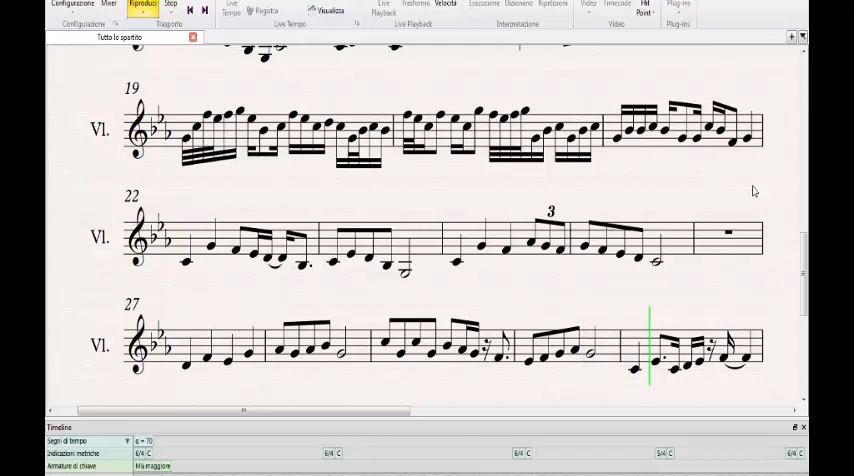 Configurazione Mixer Riproduci Stop Live Trasforma Velocità Esecuzione Dizionario Ripetizioni Video Timecode Hit Plug-ins
Tempo Registra Visualizza Playback Playback Point
Configurazione Trasporto Live Tempo Live Playback Interpretazione Video Plug-ins
Tutto lo spartito
19
Vl.
22
3
Vl.
27
Vl.
Timeline
Segni di tempo q = 70
Indicazioni metriche 6/4 C 6/4 C 6/4 C 5/4 C 6/4 C
Armature di chiave Mib maggiore